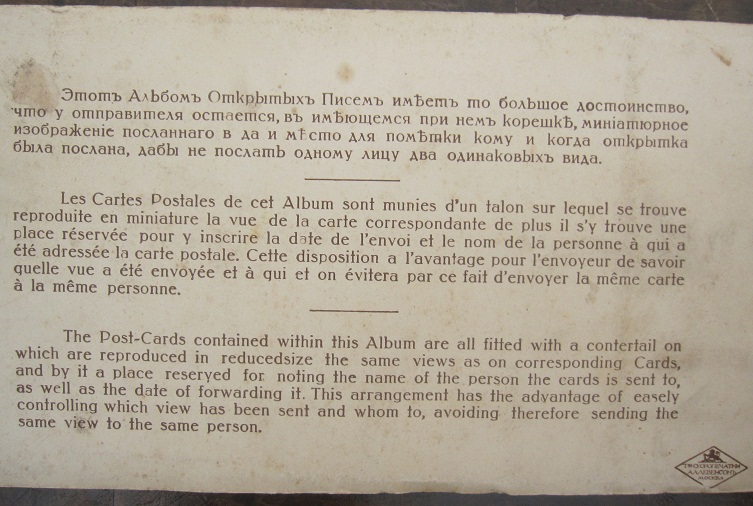 Этотъ Альбомъ Открытыхъ Писемъ имѣетъ то большое достоинство,
что у отправителя остается, въ имѣющемся при немъ корешкѣ, миніатюрное
изображеніе посланнаго в да и мѣсто для помѣтки кому и когда открытка
была послана, дабы не послать одному лицу два одинаковыхъ вида.
Les Cartes Postales de cet Album sont munies d'un talon sur lequel se trouve
reproduite en miniature la vue de la carte correspondante de plus il s'y trouve une
place réservée pour y inscrire la date de l'envoi et le nom de la personne à qui a
été adressée la carte postale. Cette disposition a l'avantage pour l'envoyeur de savoir
quelle vue a été envoyée et à qui et on évitera par ce fait d'envoyer la même carte
à la même personne.
The Post-Cards contained within this Album are all fitted with a contertail on
which are reproduced in reducedsize the same views as on corresponding Cards,
and by it a place reseryed for noting the name of the person the cards is sent to,
as well as the date of forwarding it. This arrangement has the advantage of easely
controlling which view has been sent and whom to, avoiding therefore sending the
same view to the same person.
А.А.ЛЕВЕНСОНЪ
МОСКВА